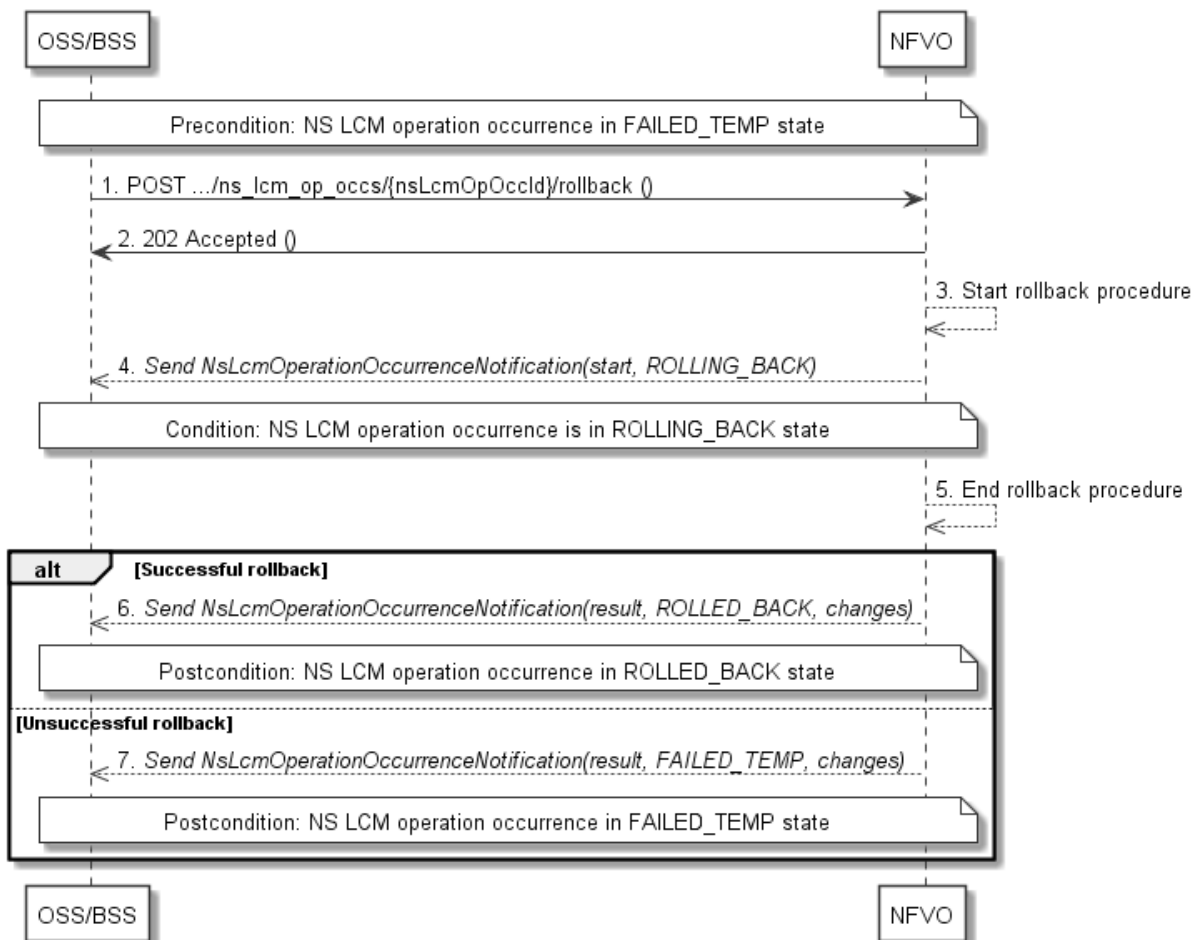 OSS/BSS
NFVO
Precondition: NS LCM operation occurrence in FAILED_TEMP state
1. POST .../ns_lcm_op_occs/{nsLcmOpOccId}/rollback ()
2. 202 Accepted ()
3. Start rollback procedure
4. Send NsLcmOperationOccurrenceNotification(start, ROLLING_BACK)
Condition: NS LCM operation occurrence is in ROLLING_BACK state
5. End rollback procedure
alt
[Successful rollback]
6. Send NsLcmOperationOccurrenceNotification(result, ROLLED_BACK, changes)
Postcondition: NS LCM operation occurrence in ROLLED_BACK state
[Unsuccessful rollback]
7. Send NsLcmOperationOccurrenceNotification(result, FAILED_TEMP, changes)
Postcondition: NS LCM operation occurrence in FAILED_TEMP state
OSS/BSS
NFVO